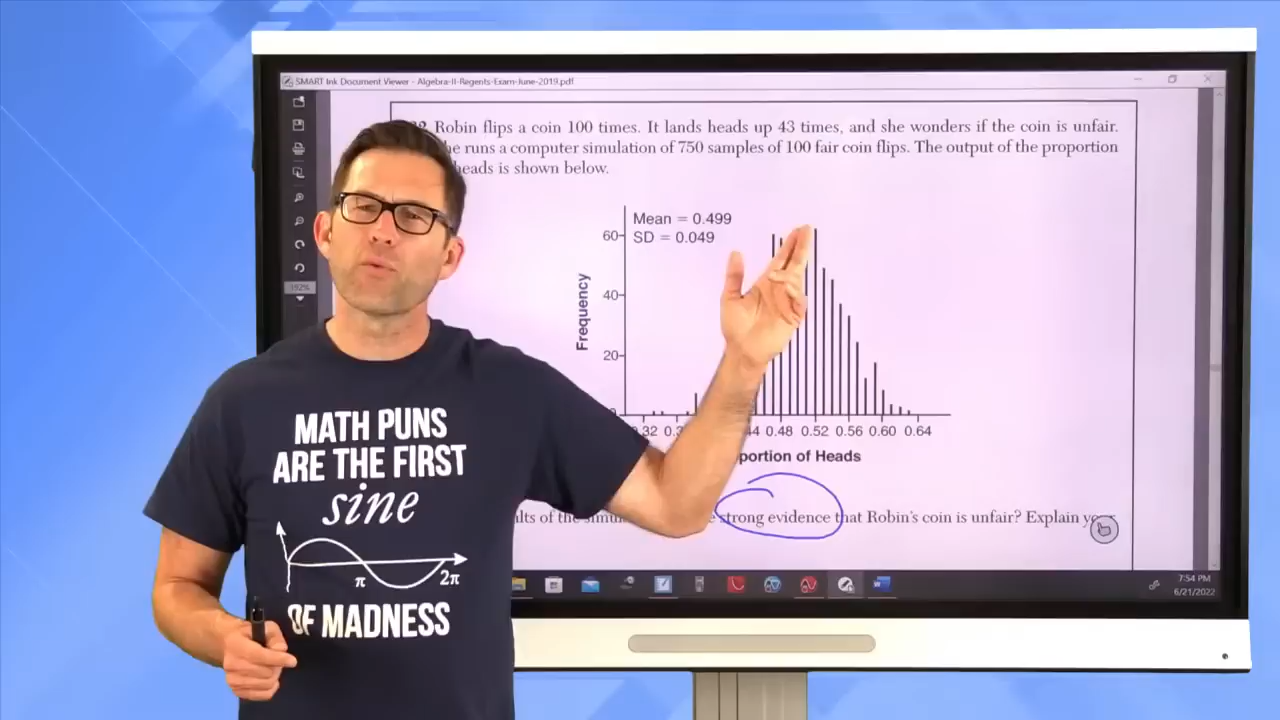 SMART Ink Document Viewer - Algebra-II-Regents-Exam-June-2019.pdf
Robin flips a coin 100 times. It lands heads up 43 times, and she wonders if the coin is unfair.
runs a computer simulation of 750 samples of 100 fair coin flips. The output of the proportion
heads is shown below.
Mean = 0.499
SD = 0.049
60
40
20
Frequency
0.48 0.52 0.56 0.60 0.64
of Heads
192%
strong evidence that Robin's coin is unfair? Explain
7:54 PM
6/21/2022
MATH PUNS
ARE THE FIRST
sine
π
2π
OF MADNESS